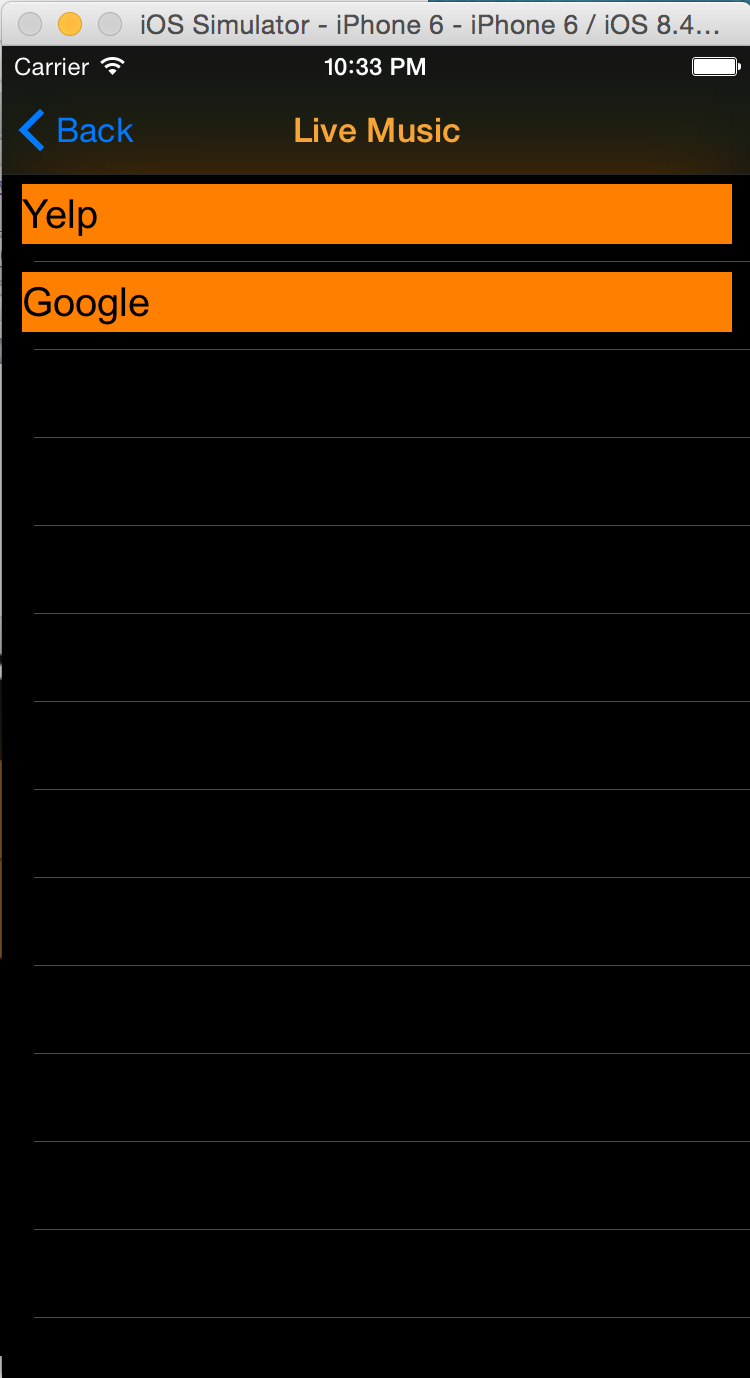 iOS Simulator - iPhone 6 - iPhone 6 / iOS 8.4...
Carrier 10:33 PM
Back Live Music
Yelp
Google